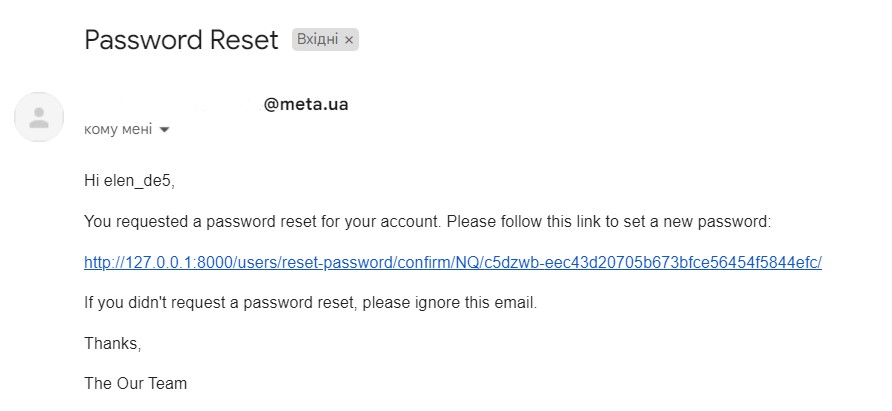 Password Reset Вхідні ×
@meta.ua
кому мені
Hi elen_de5,
You requested a password reset for your account. Please follow this link to set a new password:
http://127.0.0.1:8000/users/reset-password/confirm/NQ/c5dzwb-eec43d20705b673bfce56454f5844efc/
If you didn't request a password reset, please ignore this email.
Thanks,
The Our Team